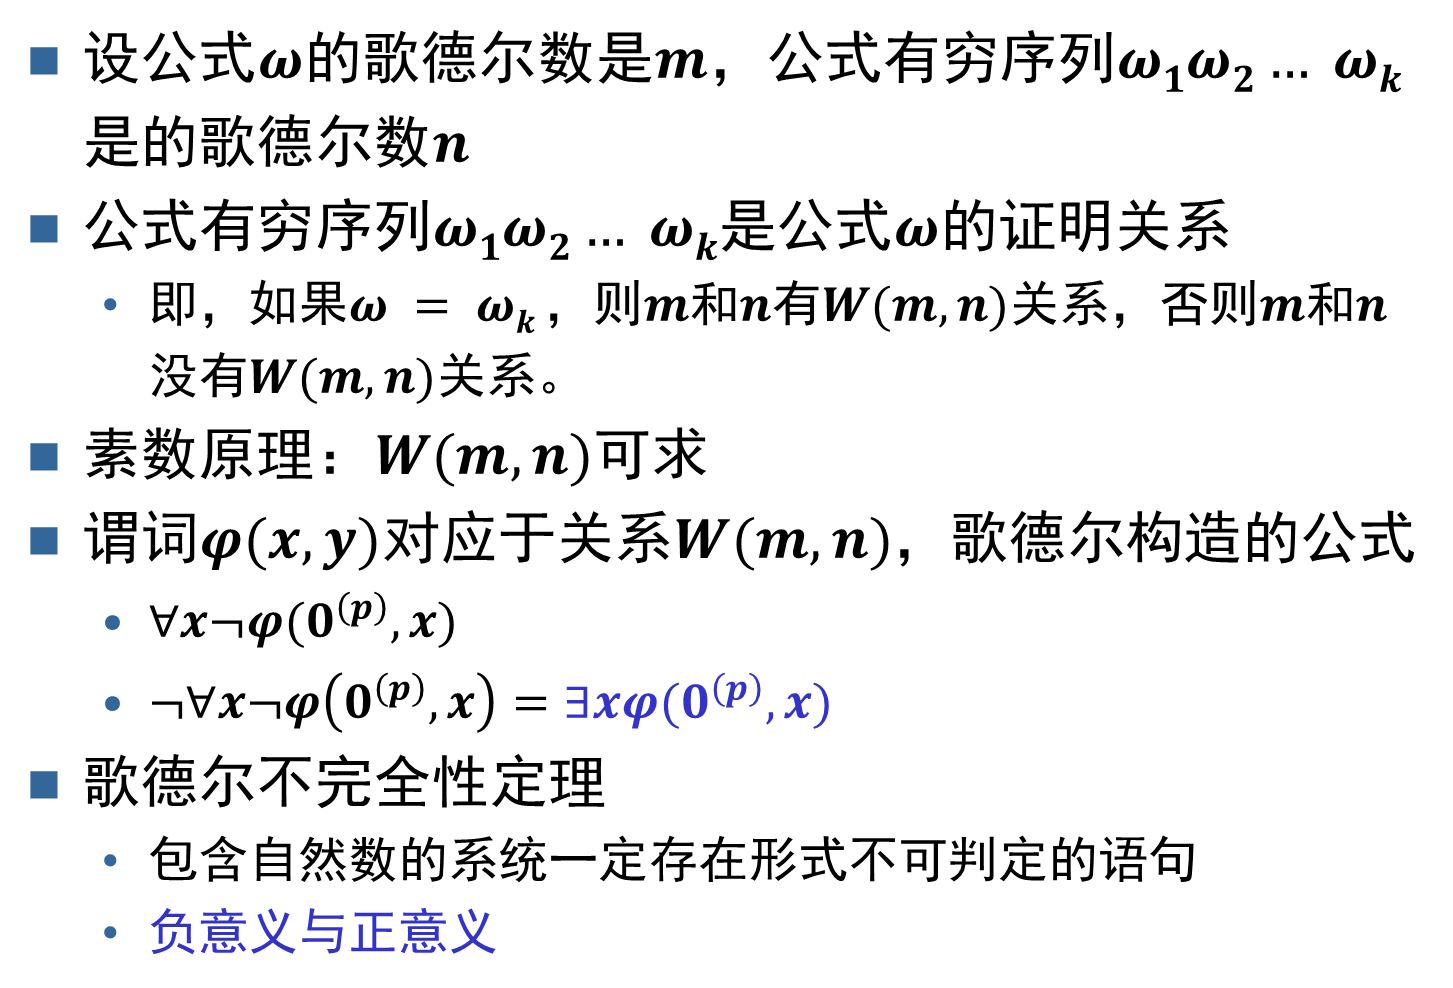 设公式ω的歌德尔数是m，公式有穷序列ω₁ω₂ … ωₖ
是的歌德尔数n
公式有穷序列ω₁ω₂ … ωₖ是公式ω的证明关系
即，如果ω = ωₖ，则m和n有W(m,n)关系，否则m和n
没有W(m,n)关系。
素数原理：W(m,n)可求
谓词φ(x,y)对应于关系W(m,n)，歌德尔构造的公式
∀x¬φ(0⁽ᵖ⁾,x)
¬∀x¬φ(0⁽ᵖ⁾,x) = ∃xφ(0⁽ᵖ⁾,x)
歌德尔不完全性定理
包含自然数的系统一定存在形式不可判定的语句
负意义与正意义